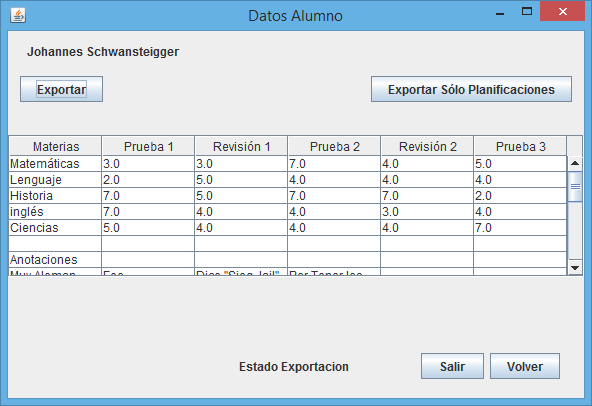 Datos Alumno
Johannes Schwansteigger
Exportar Exportar Sólo Planificaciones
Materias Prueba 1 Revisión 1 Prueba 2 Revisión 2 Prueba 3
Matemáticas 3.0 3.0 7.0 4.0 5.0
Lenguaje 2.0 5.0 4.0 4.0 4.0
Historia 7.0 5.0 7.0 7.0 2.0
inglés 7.0 4.0 4.0 3.0 4.0
Ciencias 5.0 4.0 4.0 4.0 7.0
Anotaciones
Muy Aleman Feo Dice "Sieg Jail" Por Tener los
Estado Exportacion Salir Volver